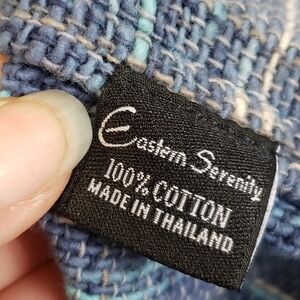 Eastern Serenity
100% COTTON
MADE IN THAILAND